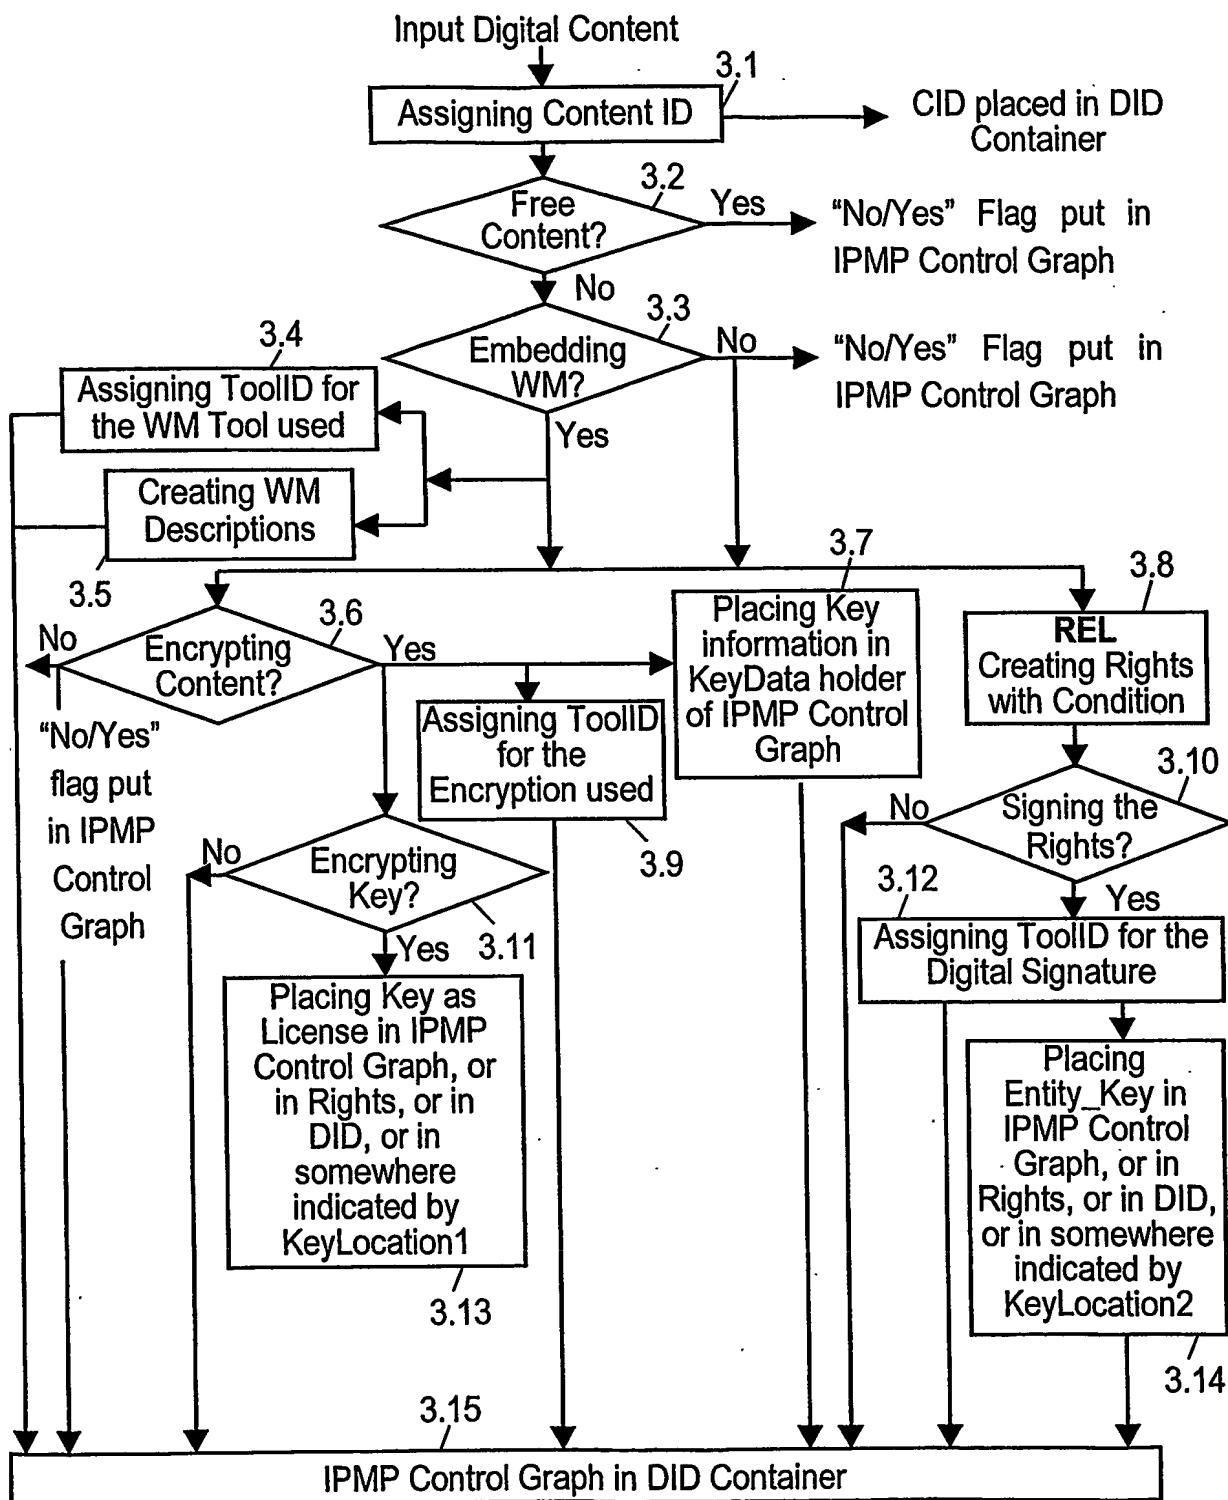 Input Digital Content
3.1
Assigning Content ID
CID placed in DID
Container
3.2
Free
Content?
Yes
“No/Yes” Flag put in
IPMP Control Graph
No
3.3
Embedding
WM?
No
“No/Yes” Flag put in
IPMP Control Graph
Yes
3.4
Assigning ToolID for
the WM Tool used
Creating WM
Descriptions
3.5
3.6
Encrypting
Content?
No
Yes
“No/Yes”
flag put
in IPMP
Control
Graph
3.7
Placing Key
information in
KeyData holder
of IPMP Control
Graph
3.8
REL
Creating Rights
with Condition
Assigning ToolID
for the
Encryption used
3.9
3.10
Signing the
Rights?
No
Yes
Encrypting
Key?
No
3.11
Yes
3.12
Assigning ToolID for the
Digital Signature
Placing Key as
License in IPMP
Control Graph, or
in Rights, or in
DID, or in
somewhere
indicated by
KeyLocation1
3.13
Placing
Entity_Key in
IPMP Control
Graph, or in
Rights, or in DID,
or in somewhere
indicated by
KeyLocation2
3.14
3.15
IPMP Control Graph in DID Container